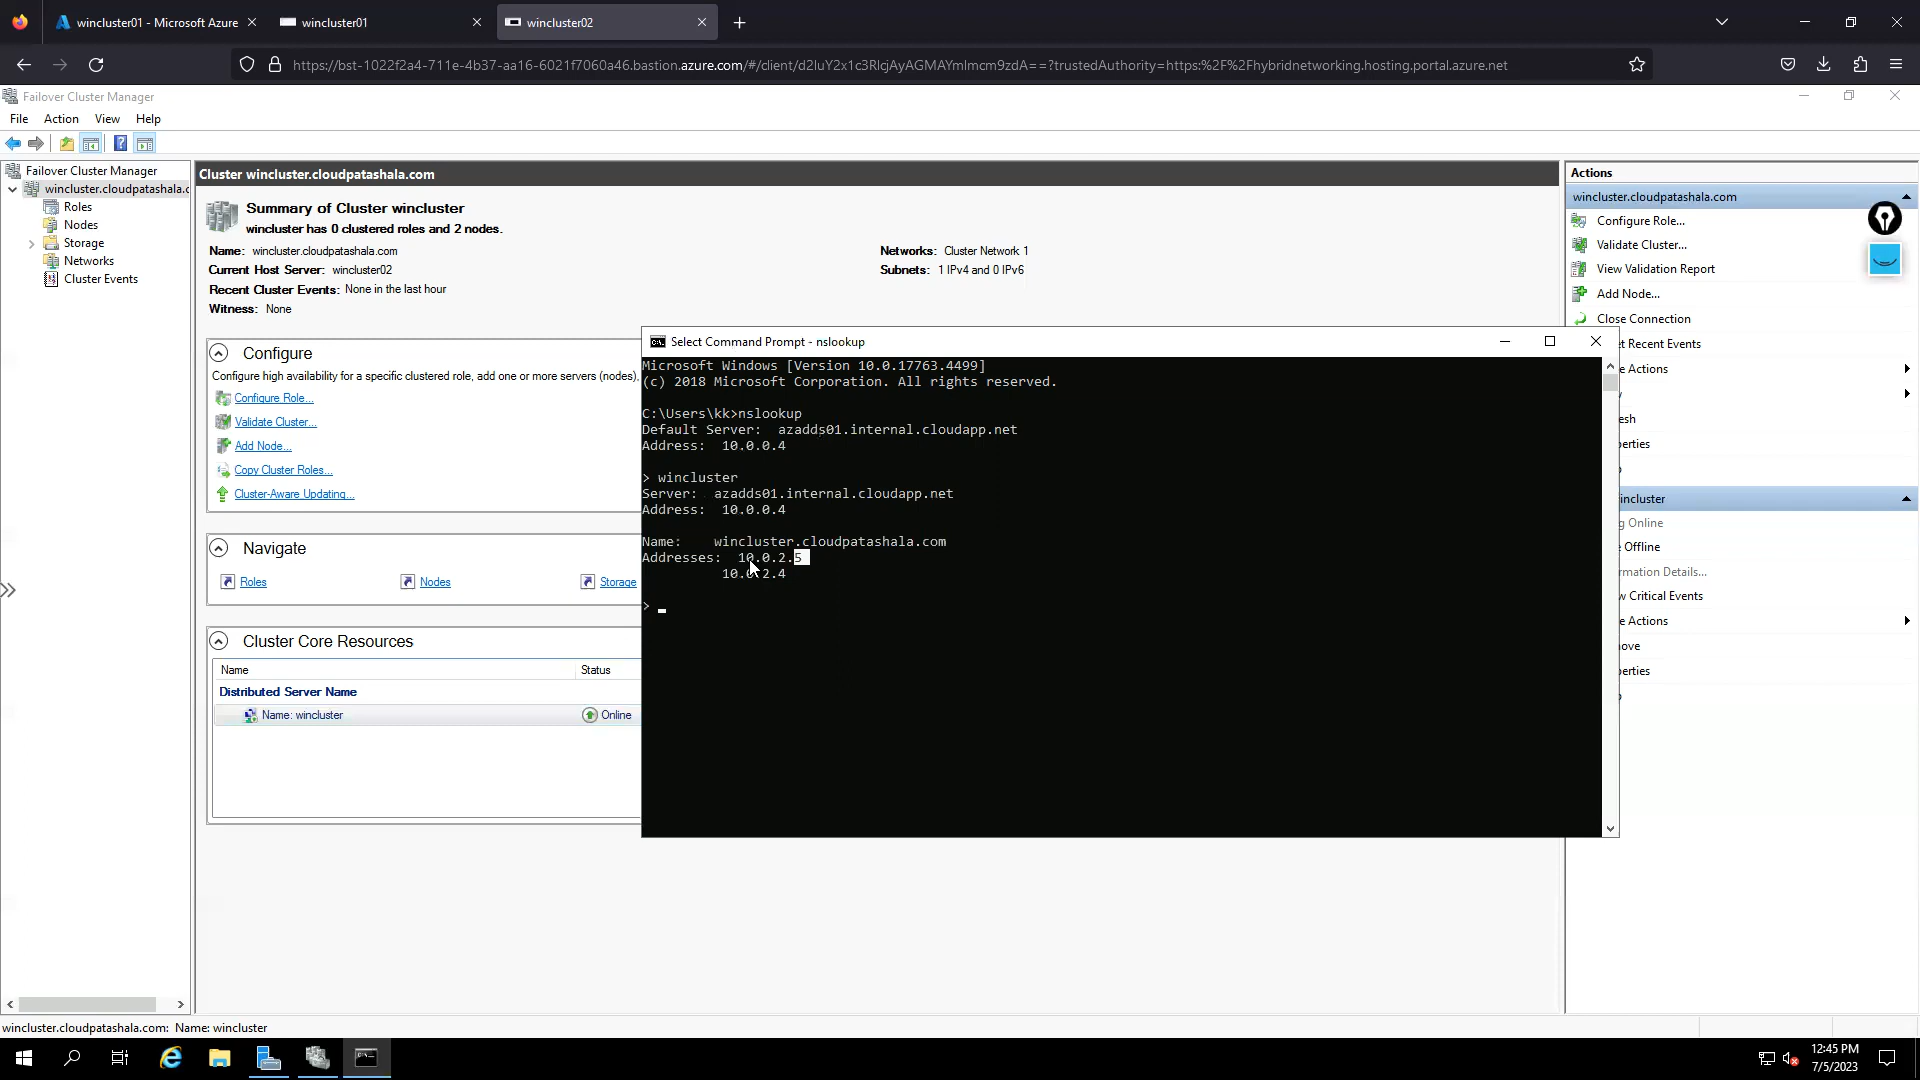 wincluster01 - Microsoft Azure
wincluster01
wincluster02
https://bst-1022f2a4-711e-4b37-aa16-6021f7060a46.bastion.azure.com/#/client/d2luY2x1c3RlcjAyAGMAYmlmcm9zdA==?trustedAuthority=https:%2F%2Fhybridnetworking.hosting.portal.azure.net
Failover Cluster Manager
File Action View Help
Failover Cluster Manager
wincluster.cloudpatashala.c
Roles
Nodes
Storage
Networks
Cluster Events
Cluster wincluster.cloudpatashala.com
Summary of Cluster wincluster
wincluster has 0 clustered roles and 2 nodes.
Name: wincluster.cloudpatashala.com
Networks: Cluster Network 1
Current Host Server: wincluster02
Subnets: 1 IPv4 and 0 IPv6
Recent Cluster Events: None in the last hour
Witness: None
Configure
Configure high availability for a specific clustered role, add one or more servers (nodes).
Configure Role...
Validate Cluster...
Add Node...
Copy Cluster Roles...
Cluster-Aware Updating...
Navigate
Roles
Nodes
Storage
Cluster Core Resources
Name Status
Distributed Server Name
Name: wincluster Online
Select Command Prompt - nslookup
Microsoft Windows [Version 10.0.17763.4499]
(c) 2018 Microsoft Corporation. All rights reserved.
C:\Users\kk>nslookup
Default Server: azadds01.internal.cloudapp.net
Address: 10.0.0.4
> wincluster
Server: azadds01.internal.cloudapp.net
Address: 10.0.0.4
Name: wincluster.cloudpatashala.com
Addresses: 10.0.2.5
10.0.2.4
>
Actions
wincluster.cloudpatashala.com
Configure Role...
Validate Cluster...
View Validation Report
Add Node...
Close Connection
et Recent Events
e Actions
esh
perties
incluster
g Online
e Offline
rmation Details...
w Critical Events
e Actions
ove
perties
wincluster.cloudpatashala.com: Name: wincluster
12:45 PM
7/5/2023